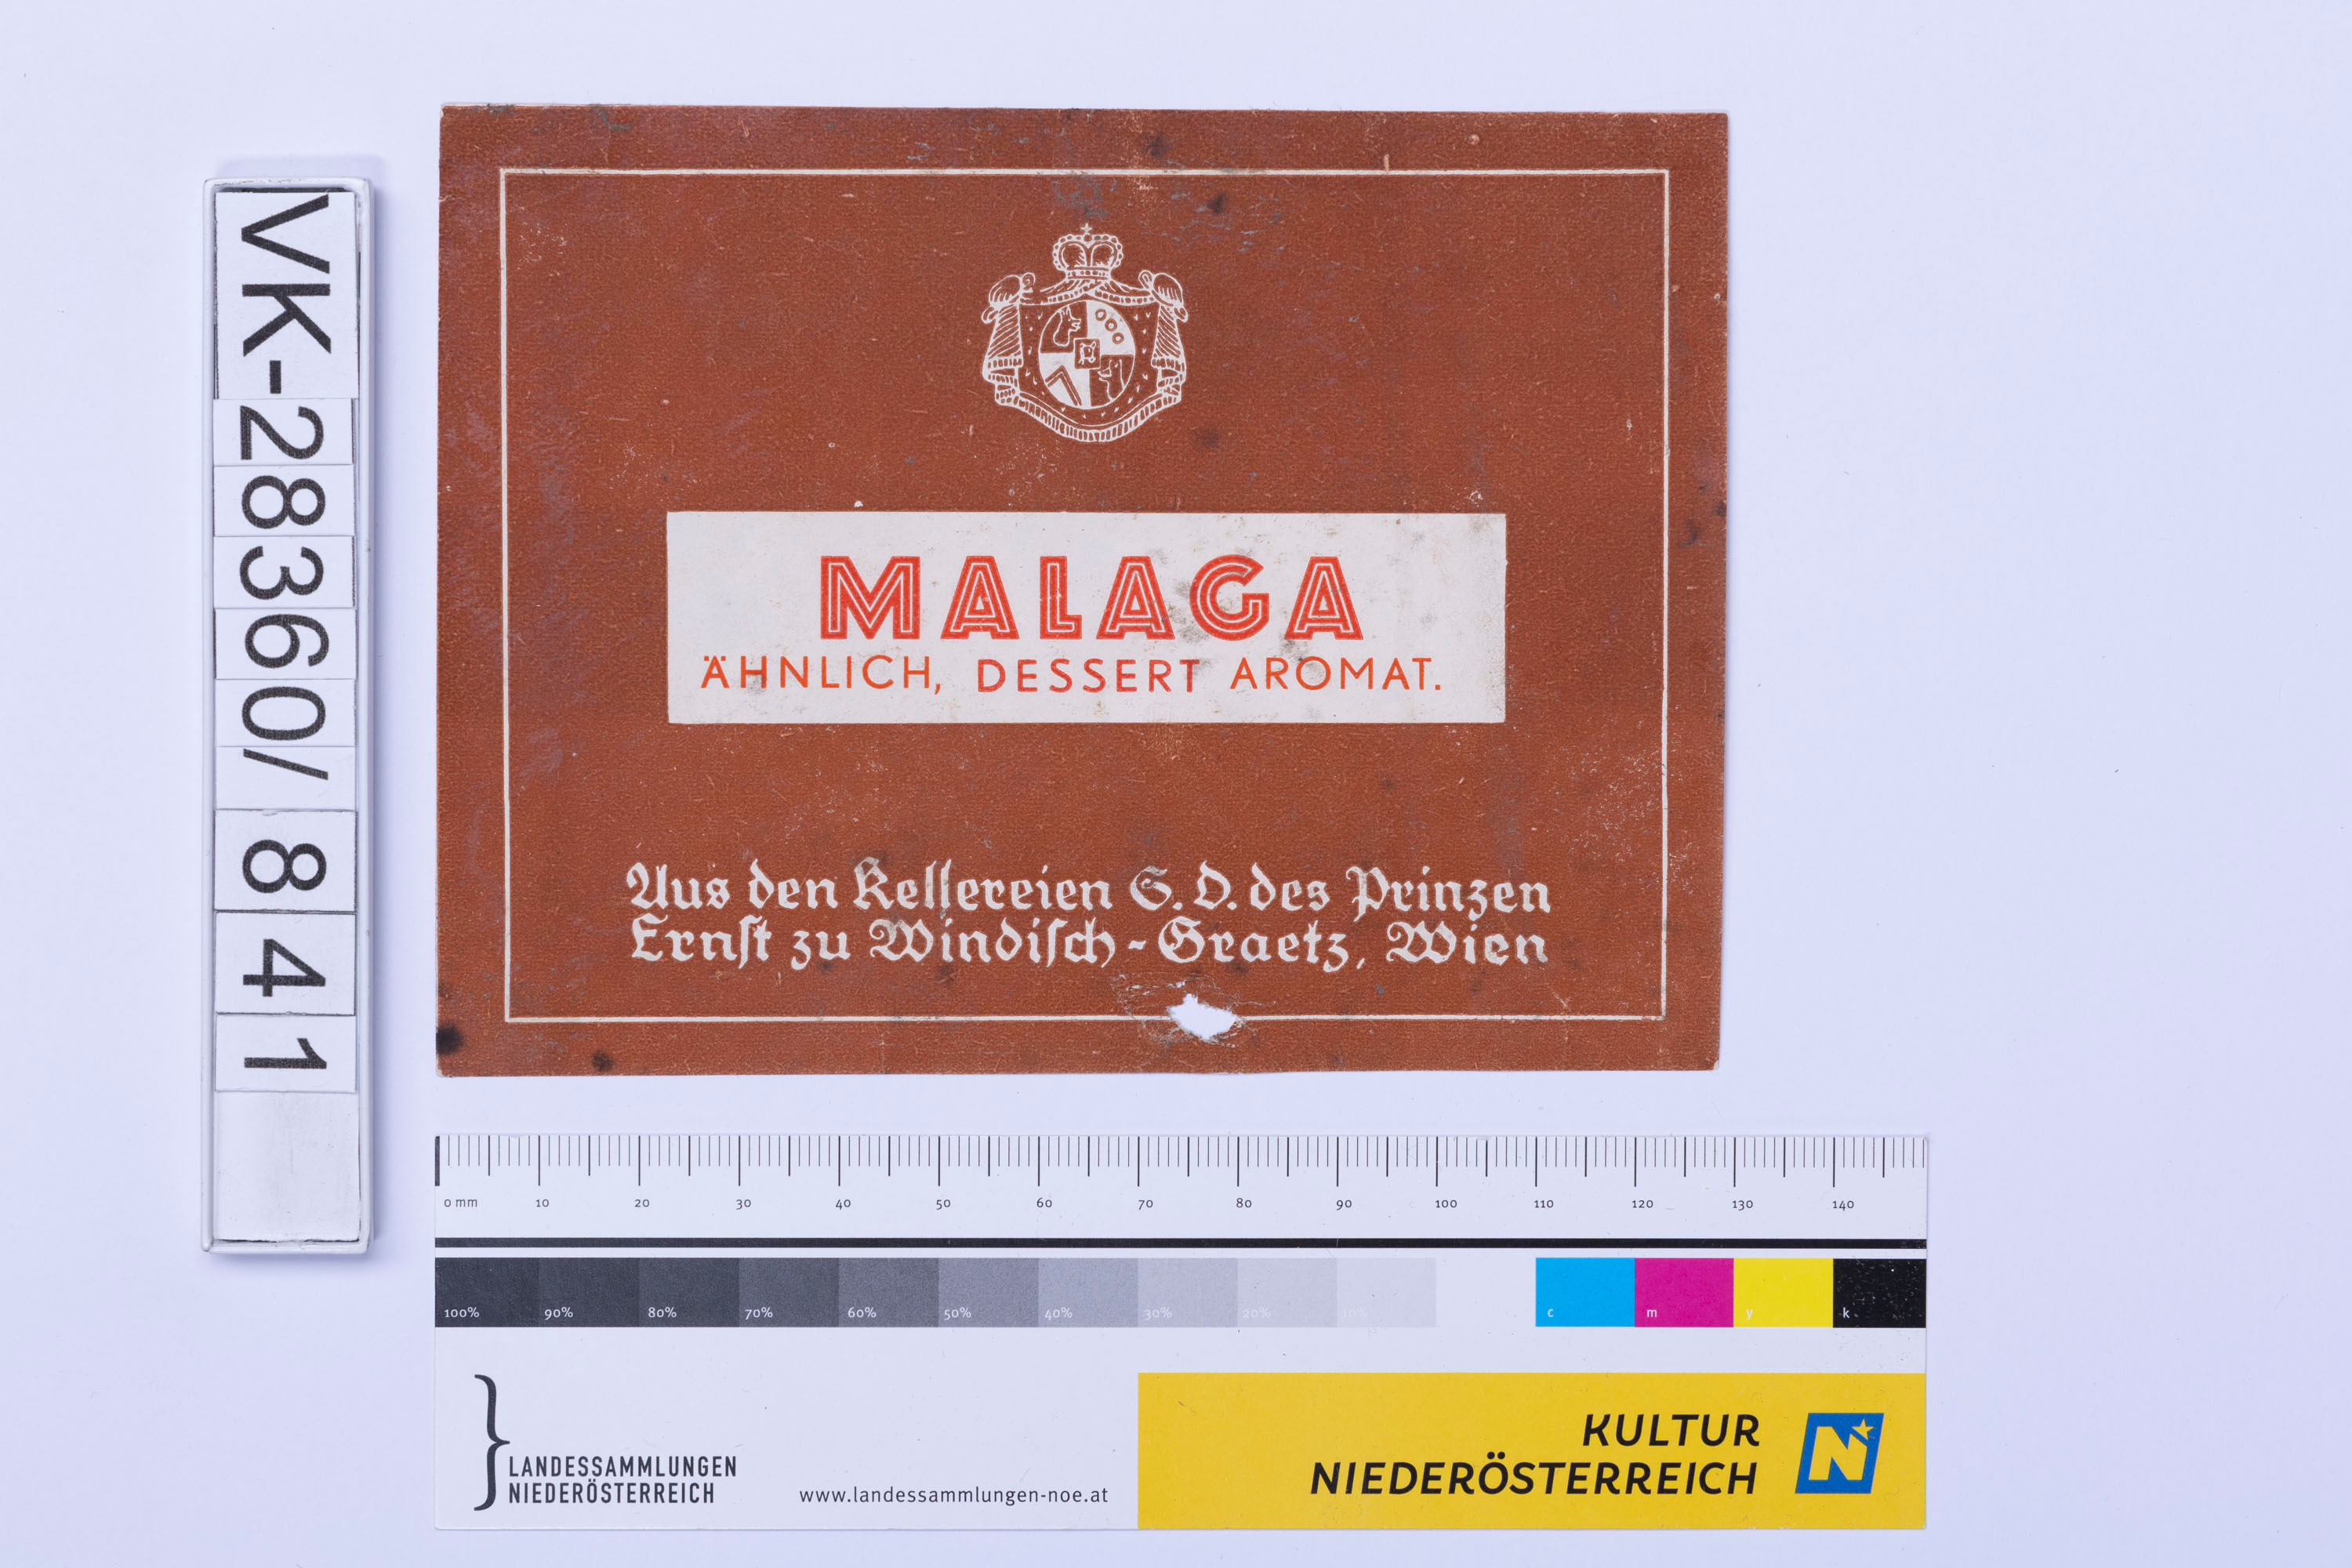 VK-28360/841
MALAGA
ÄHNLICH, DESSERT AROMAT.
Aus den Kellereien S. D. des Prinzen
Ernſt zu Windiſch-Graetz, Wien
0 mm 10 20 30 40 50 60 70 80 90 100 110 120 130 140
100% 90% 80% 70% 60% 50% 40% 30% 20% 10% c m y k
LANDESSAMMLUNGEN
NIEDERÖSTERREICH
www.landessammlungen-noe.at
KULTUR
NIEDERÖSTERREICH
N